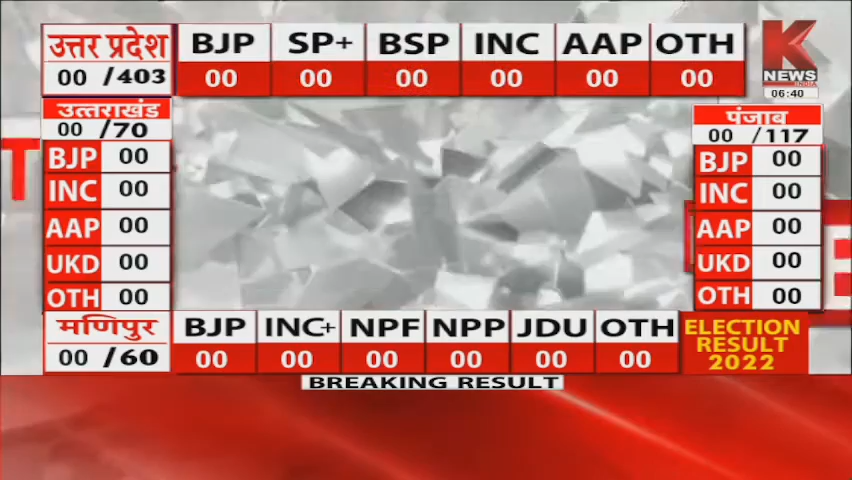 उत्तर प्रदेश BJP SP+ BSP INC AAP OTH
00 /403 00 00 00 00 00 00
K NEWS INDIA
06:40
उत्तराखंड
00 /70
BJP 00
INC 00
AAP 00
UKD 00
OTH 00
पंजाब
00 /117
BJP 00
INC 00
AAP 00
UKD 00
OTH 00
मणिपुर BJP INC+ NPF NPP JDU OTH
00 /60 00 00 00 00 00 00
ELECTION
RESULT
2022
BREAKING RESULT